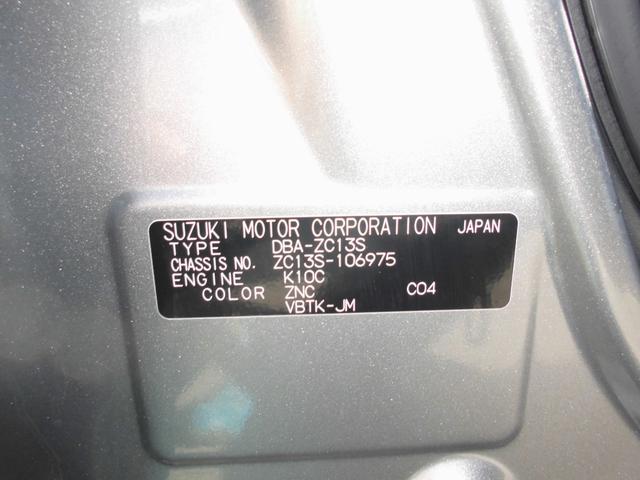 SUZUKI MOTOR CORPORATION JAPAN
TYPE DBA-ZC13S
CHASSIS NO. ZC13S-106975
ENGINE K10C
COLOR ZNC C04
VBTK-JM